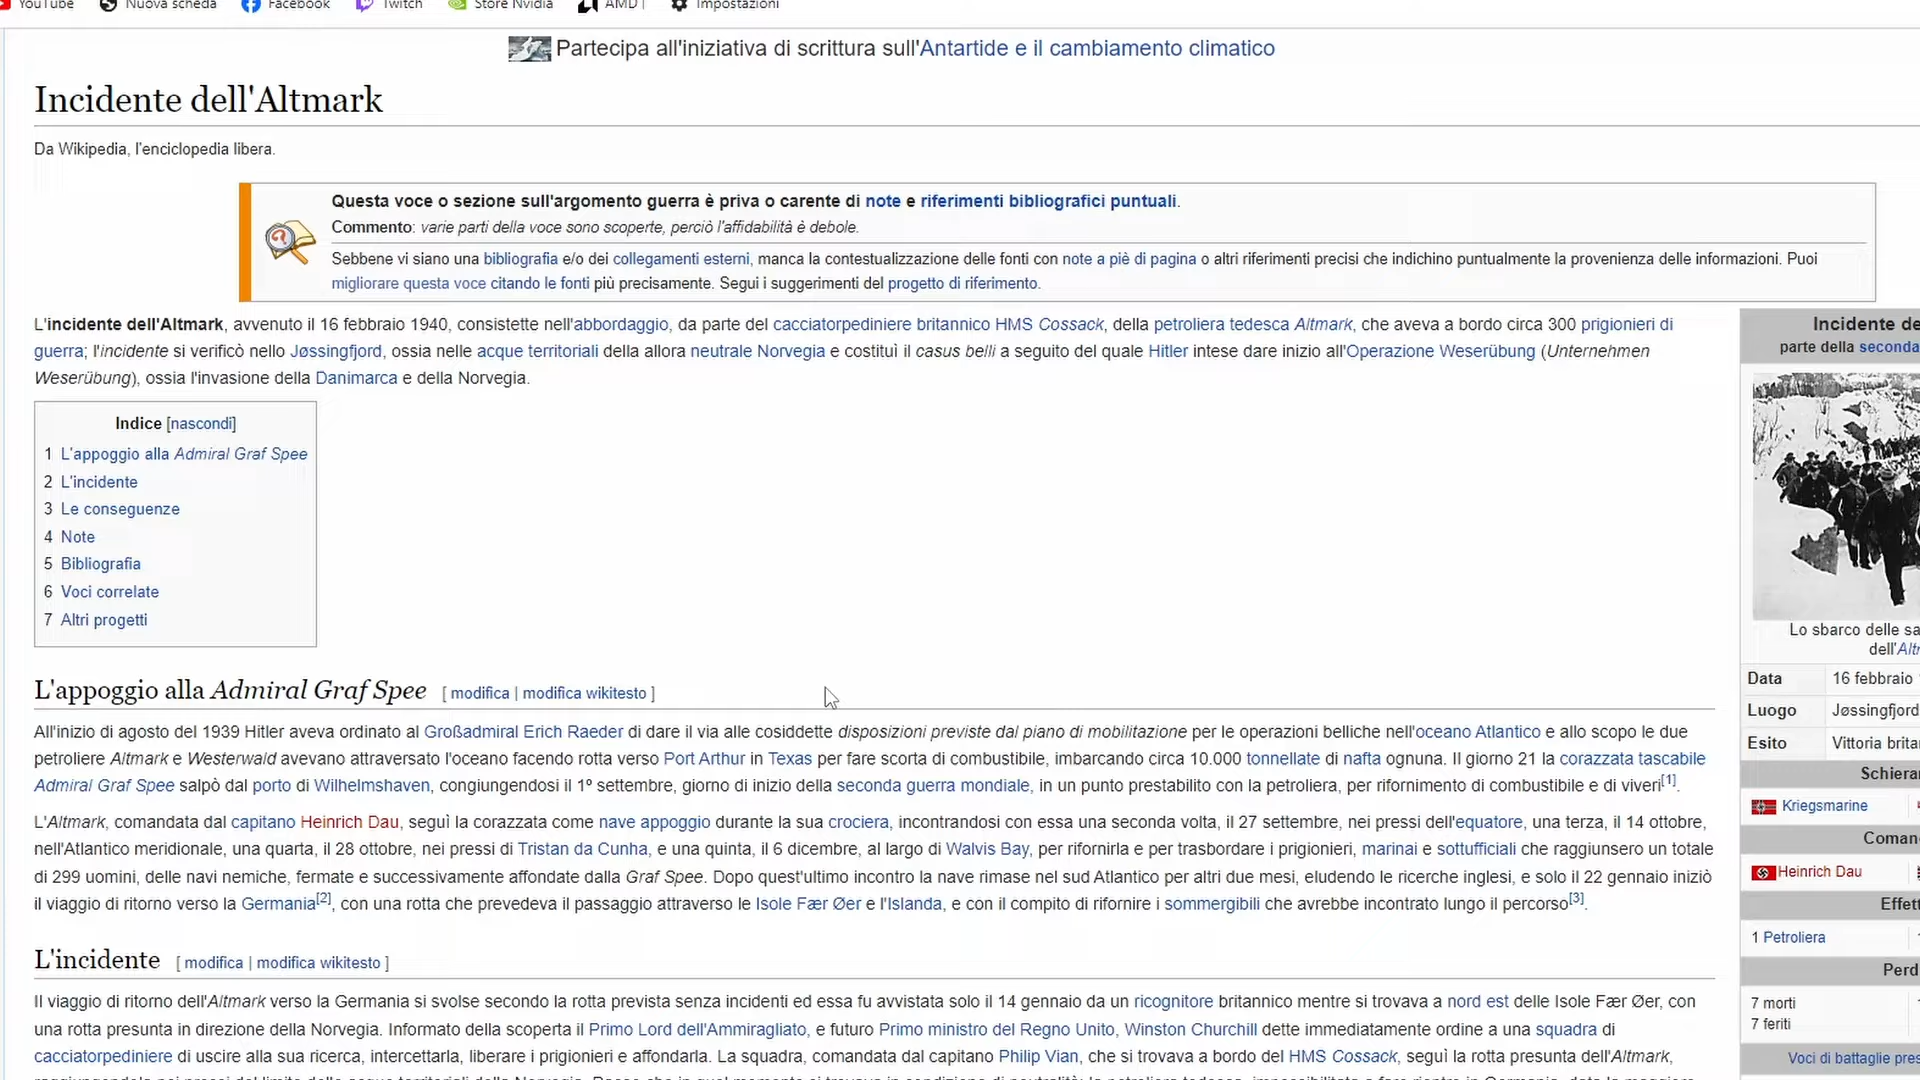 YouTube Nuova scheda Facebook Twitch Store Nvidia AMD Impostazioni
Partecipa all'iniziativa di scrittura sull'Antartide e il cambiamento climatico
Incidente dell'Altmark
Da Wikipedia, l'enciclopedia libera.
Questa voce o sezione sull'argomento guerra è priva o carente di note e riferimenti bibliografici puntuali.
Commento: varie parti della voce sono scoperte, perciò l'affidabilità è debole.
Sebbene vi siano una bibliografia e/o dei collegamenti esterni, manca la contestualizzazione delle fonti con note a piè di pagina o altri riferimenti precisi che indichino puntualmente la provenienza delle informazioni. Puoi
migliorare questa voce citando le fonti più precisamente. Segui i suggerimenti del progetto di riferimento.
L'incidente dell'Altmark, avvenuto il 16 febbraio 1940, consistette nell'abbordaggio, da parte del cacciatorpediniere britannico HMS Cossack, della petroliera tedesca Altmark, che aveva a bordo circa 300 prigionieri di
guerra; l'incidente si verificò nello Jøssingfjord, ossia nelle acque territoriali della allora neutrale Norvegia e costituì il casus belli a seguito del quale Hitler intese dare inizio all'Operazione Weserübung (Unternehmen
Weserübung), ossia l'invasione della Danimarca e della Norvegia.
Indice [nascondi]
1 L'appoggio alla Admiral Graf Spee
2 L'incidente
3 Le conseguenze
4 Note
5 Bibliografia
6 Voci correlate
7 Altri progetti
L'appoggio alla Admiral Graf Spee [ modifica | modifica wikitesto ]
All'inizio di agosto del 1939 Hitler aveva ordinato al Großadmiral Erich Raeder di dare il via alle cosiddette disposizioni previste dal piano di mobilitazione per le operazioni belliche nell'oceano Atlantico e allo scopo le due
petroliere Altmark e Westerwald avevano attraversato l'oceano facendo rotta verso Port Arthur in Texas per fare scorta di combustibile, imbarcando circa 10.000 tonnellate di nafta ognuna. Il giorno 21 la corazzata tascabile
Admiral Graf Spee salpò dal porto di Wilhelmshaven, congiungendosi il 1º settembre, giorno di inizio della seconda guerra mondiale, in un punto prestabilito con la petroliera, per rifornimento di combustibile e di viveri[1].
L'Altmark, comandata dal capitano Heinrich Dau, seguì la corazzata come nave appoggio durante la sua crociera, incontrandosi con essa una seconda volta, il 27 settembre, nei pressi dell'equatore, una terza, il 14 ottobre,
nell'Atlantico meridionale, una quarta, il 28 ottobre, nei pressi di Tristan da Cunha, e una quinta, il 6 dicembre, al largo di Walvis Bay, per rifornirla e per trasbordare i prigionieri, marinai e sottufficiali che raggiunsero un totale
di 299 uomini, delle navi nemiche, fermate e successivamente affondate dalla Graf Spee. Dopo quest'ultimo incontro la nave rimase nel sud Atlantico per altri due mesi, eludendo le ricerche inglesi, e solo il 22 gennaio iniziò
il viaggio di ritorno verso la Germania[2], con una rotta che prevedeva il passaggio attraverso le Isole Fær Øer e l'Islanda, e con il compito di rifornire i sommergibili che avrebbe incontrato lungo il percorso[3].
L'incidente [ modifica | modifica wikitesto ]
Il viaggio di ritorno dell'Altmark verso la Germania si svolse secondo la rotta prevista senza incidenti ed essa fu avvistata solo il 14 gennaio da un ricognitore britannico mentre si trovava a nord est delle Isole Fær Øer, con
una rotta presunta in direzione della Norvegia. Informato della scoperta il Primo Lord dell'Ammiragliato, e futuro Primo ministro del Regno Unito, Winston Churchill dette immediatamente ordine a una squadra di
cacciatorpediniere di uscire alla sua ricerca, intercettarla, liberare i prigionieri e affondarla. La squadra, comandata dal capitano Philip Vian, che si trovava a bordo del HMS Cossack, seguì la rotta presunta dell'Altmark,
Incidente de
parte della seconda
Lo sbarco delle sa
dell'Altr
Data 16 febbraio
Luogo Jøssingfjord
Esito Vittoria brita
Schierar
Kriegsmarine
Coman
Heinrich Dau
Effett
1 Petroliera
Perd
7 morti
7 feriti
Voci di battaglie pres